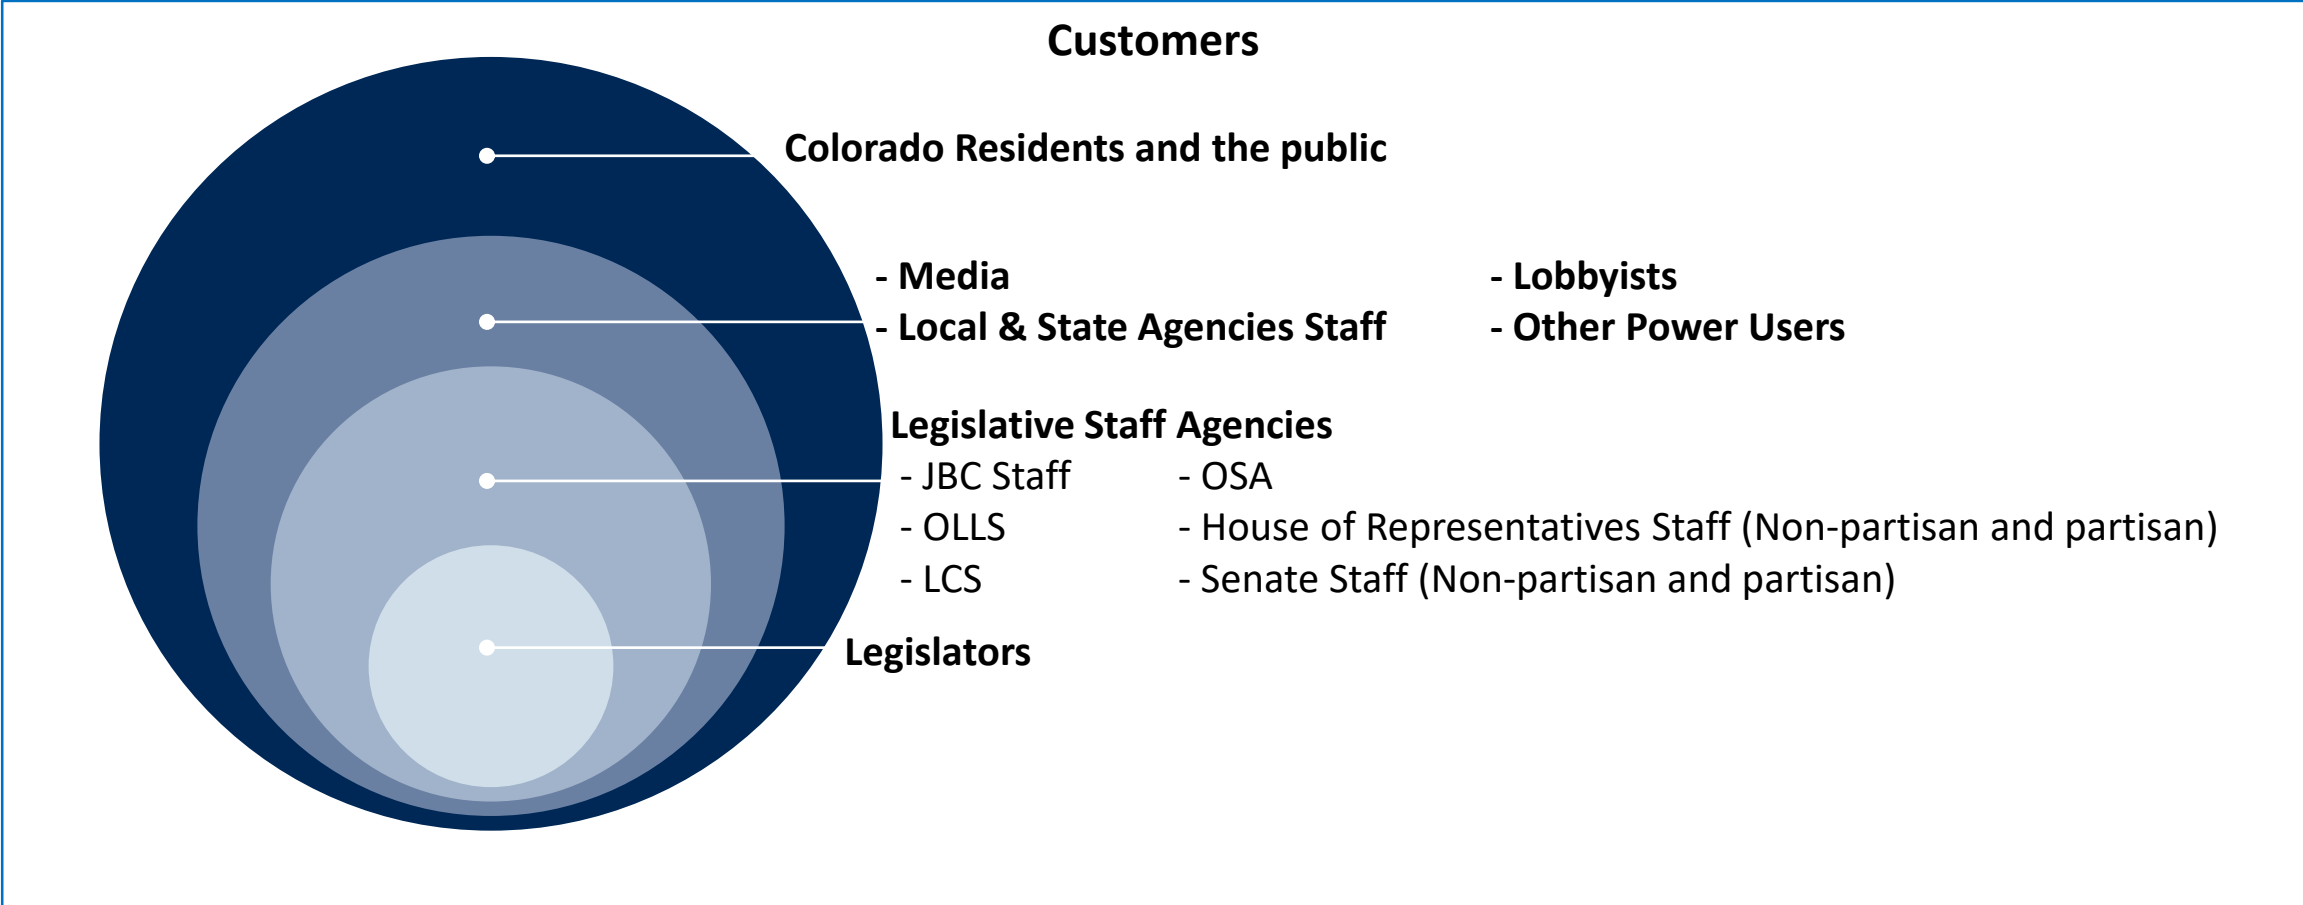 Customers
Colorado Residents and the public
- Media - Lobbyists
- Local & State Agencies Staff - Other Power Users
Legislative Staff Agencies
- JBC Staff - OSA
- OLLS - House of Representatives Staff (Non-partisan and partisan)
- LCS - Senate Staff (Non-partisan and partisan)
Legislators